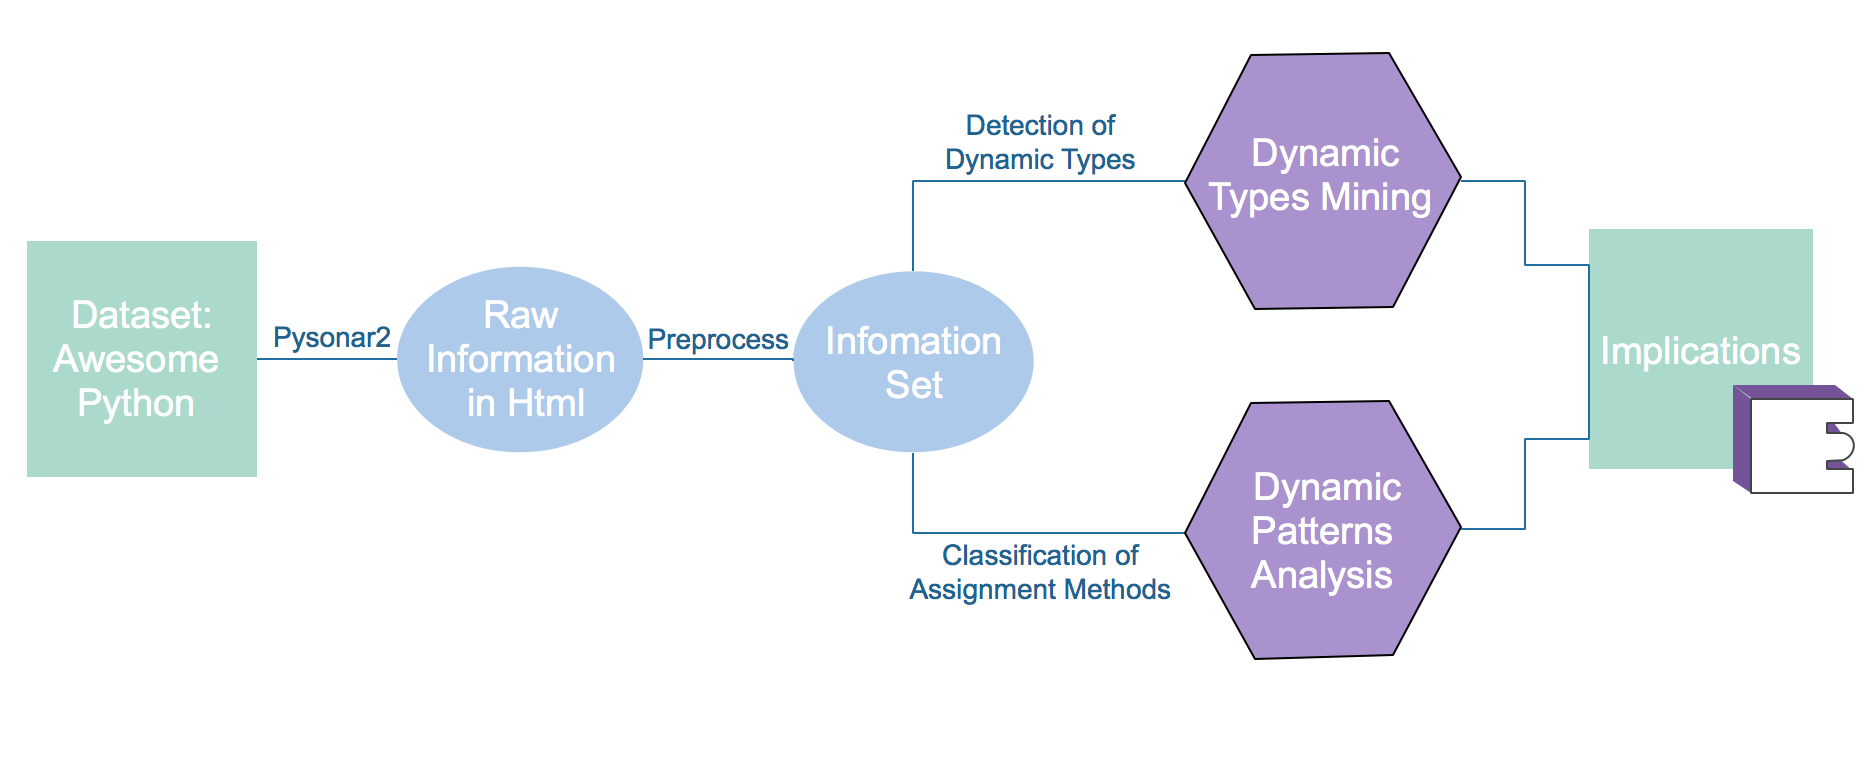 Dataset:
Awesome
Python
Pysonar2
Raw
Information
in Html
Preprocess
Infomation
Set
Detection of
Dynamic Types
Dynamic
Types Mining
Classification of
Assignment Methods
Dynamic
Patterns
Analysis
Implications